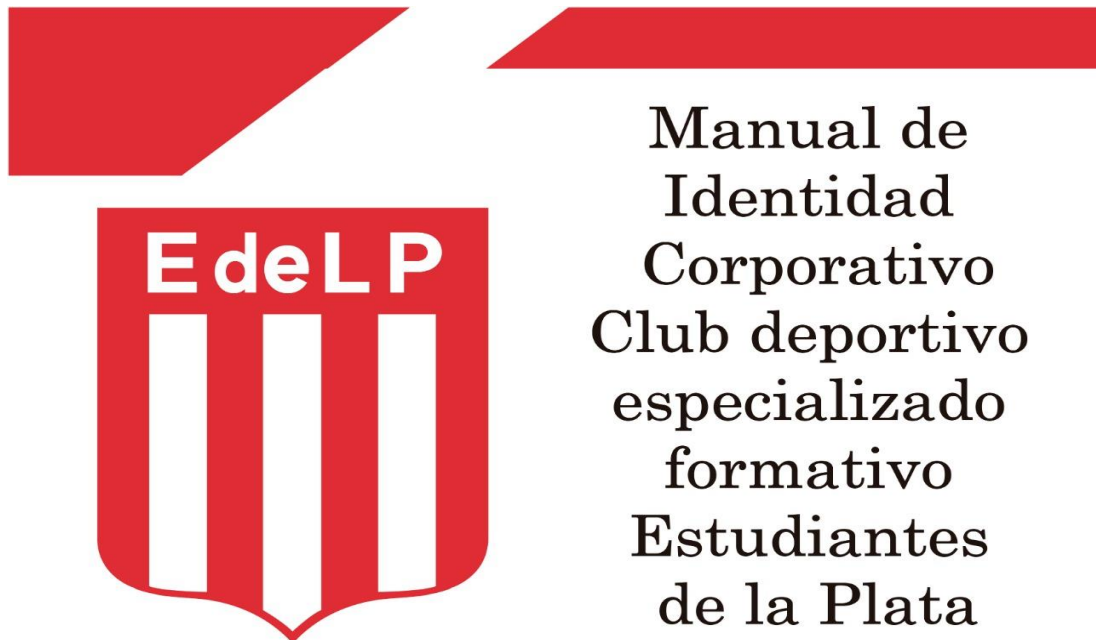 EdeLP
Manual de
Identidad
Corporativo
Club deportivo
especializado
formativo
Estudiantes
de la Plata